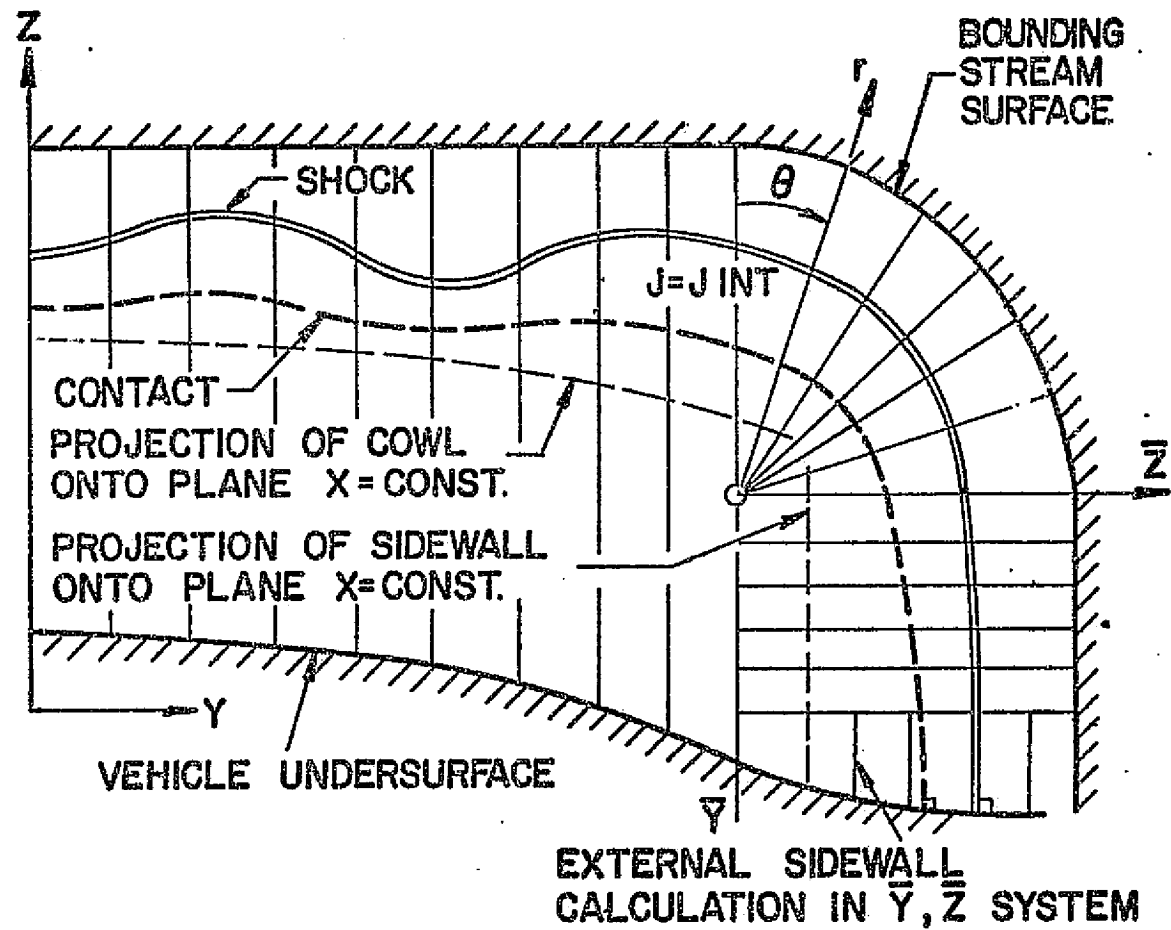 Z
BOUNDING
STREAM
SURFACE
r
SHOCK
θ
J=J INT
CONTACT
PROJECTION OF COWL
ONTO PLANE X = CONST.
Z̅
PROJECTION OF SIDEWALL
ONTO PLANE X=CONST.
Y
VEHICLE UNDERSURFACE
Y̅
EXTERNAL SIDEWALL
CALCULATION IN Y̅, Z̅ SYSTEM